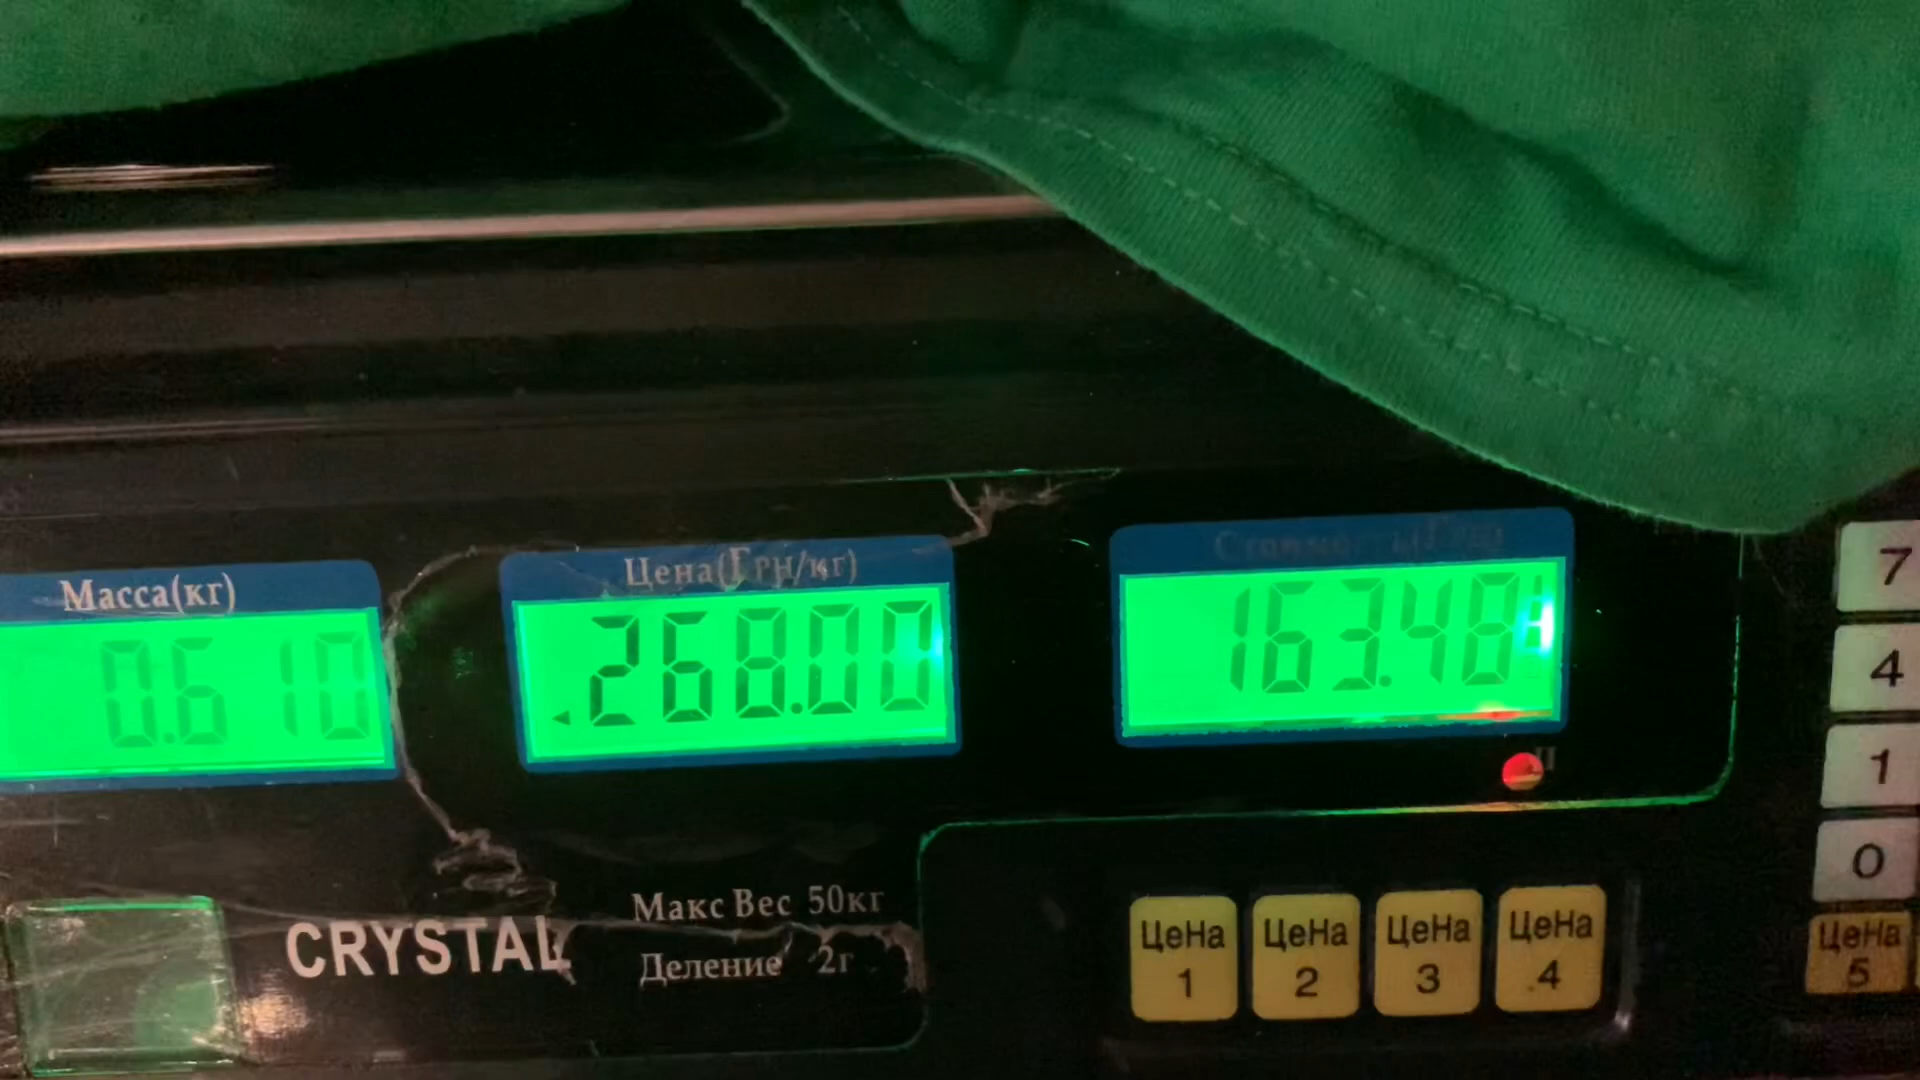 Масса(кг)
Цена(Грн/кг)
0.610
268.00
163.48
CRYSTAL
Макс Вес 50кг
Деление 2г
Цена 1
Цена 2
Цена 3
Цена 4
Цена 5
7
4
1
0